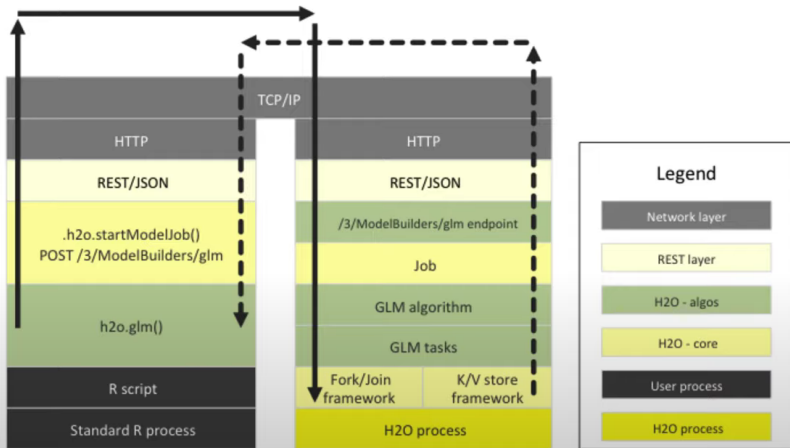 TCP/IP
HTTP
REST/JSON
.h2o.startModelJob()
POST /3/ModelBuilders/glm
h2o.glm()
R script
Standard R process
HTTP
REST/JSON
/3/ModelBuilders/glm endpoint
Job
GLM algorithm
GLM tasks
Fork/Join
framework
K/V store
framework
H2O process
Legend
Network layer
REST layer
H2O - algos
H2O - core
User process
H2O process